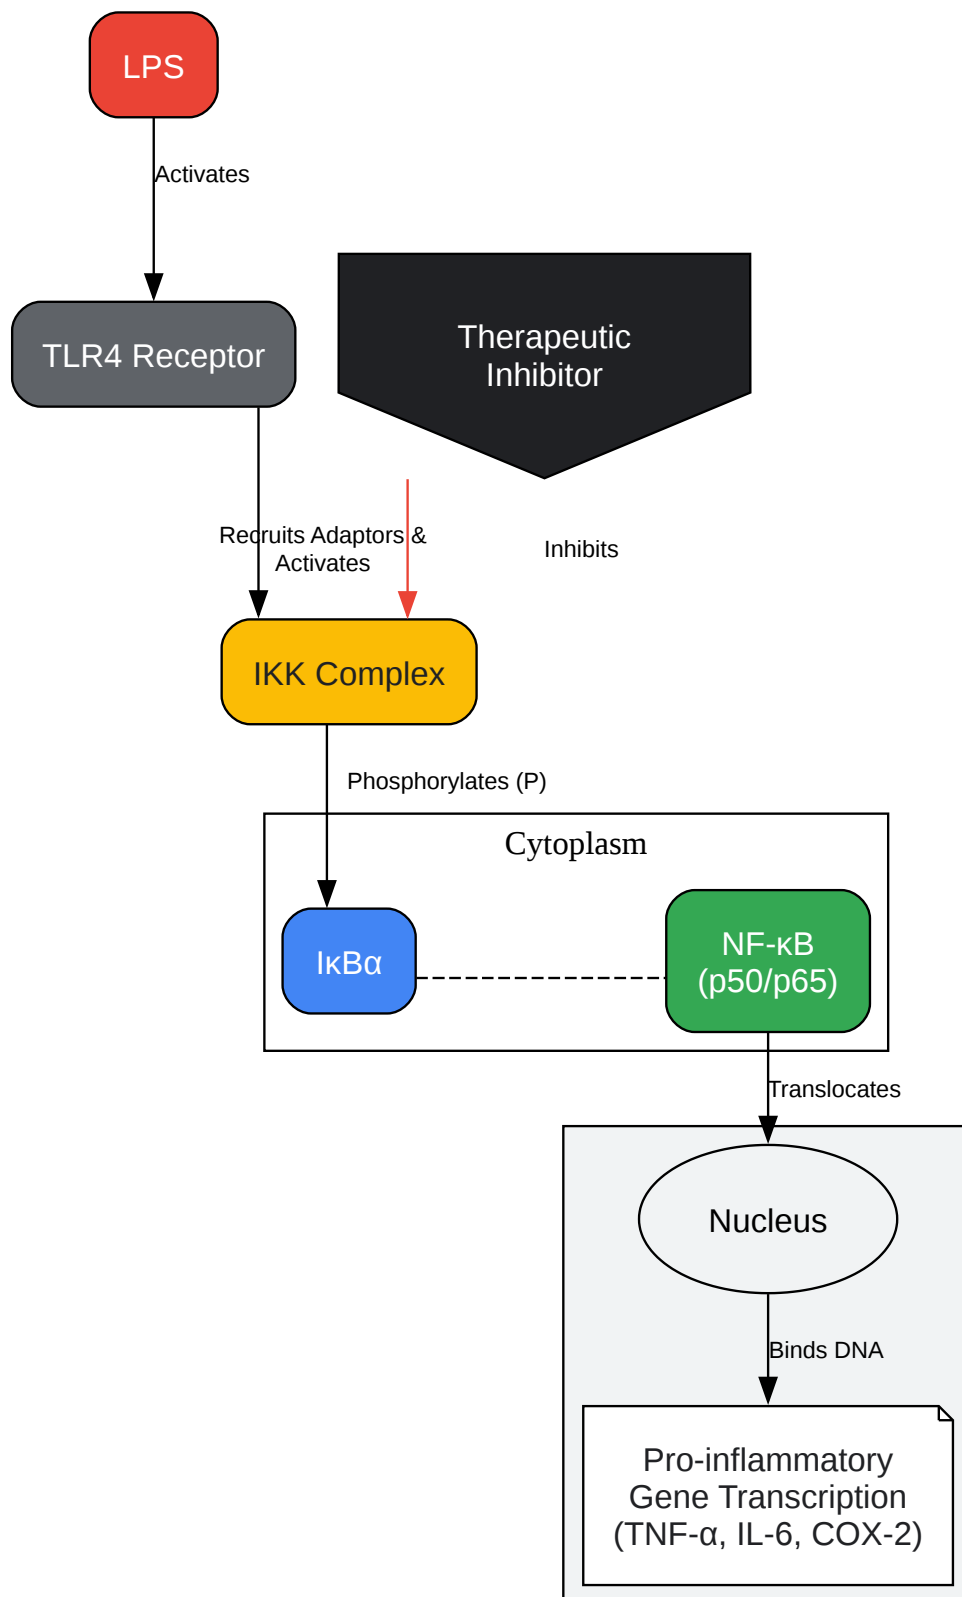 LPS
Activates
TLR4 Receptor
Therapeutic
Inhibitor
Recruits Adaptors &
Activates
Inhibits
IKK Complex
Phosphorylates (P)
Cytoplasm
IκBα
NF-κB
(p50/p65)
Translocates
Nucleus
Binds DNA
Pro-inflammatory
Gene Transcription
(TNF-α, IL-6, COX-2)